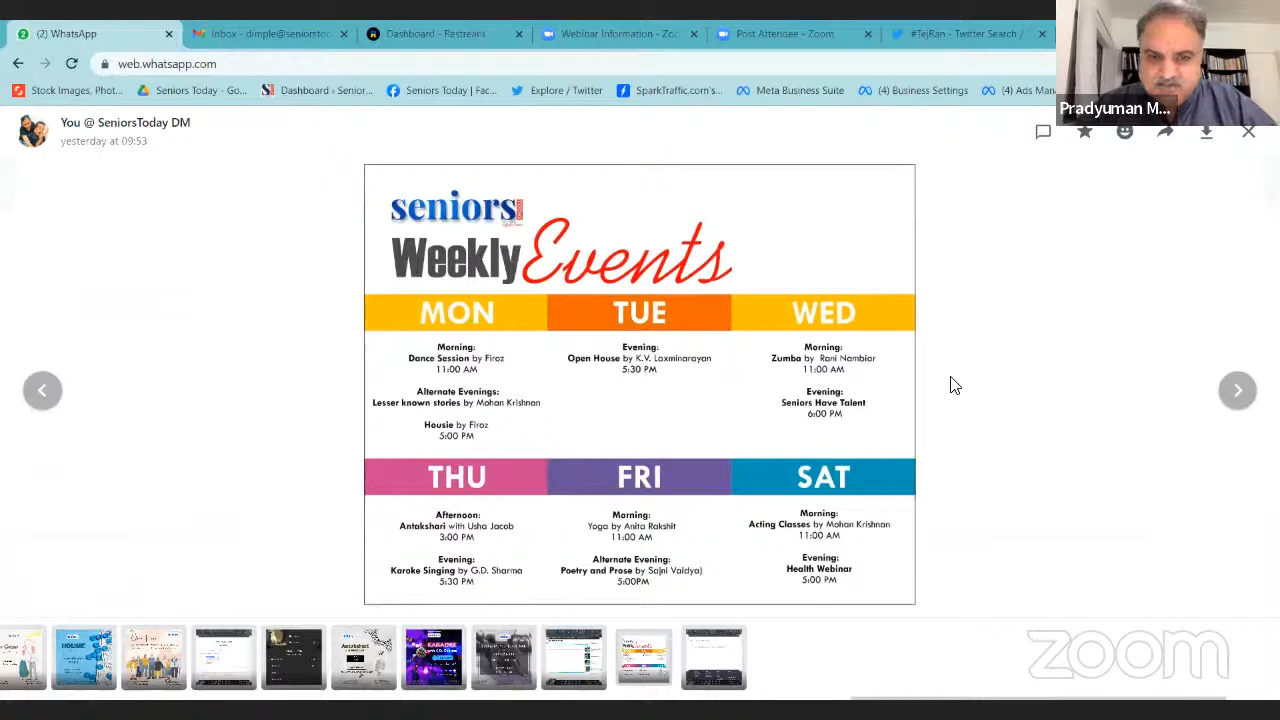 (2) WhatsApp
Inbox - dimple@seniorstoc
Dashboard - Restream
Webinar Information - Zo
Post Attendee - Zoom
#TejRan - Twitter Search /
web.whatsapp.com
Stock Images, Phot...
Seniors Today - Go...
Dashboard ‹ Senior...
Seniors Today | Fac...
Explore / Twitter
SparkTraffic.com's...
Meta Business Suite
(4) Business Settings
(4) Ads Ma
Pradyuman M...
You @ SeniorsToday DM
yesterday at 09:53
seniors
Weekly Events
MON TUE WED
Morning:
Dance Session by Firoz
11:00 AM
Alternate Evenings:
Lesser known stories by Mohan Krishnan
Housie by Firoz
5:00 PM
Evening:
Open House by K.V. Laxminarayan
5:30 PM
Morning:
Zumba by Rani Nambiar
11:00 AM
Evening:
Seniors Have Talent
6:00 PM
THU FRI SAT
Afternoon:
Antakshari with Usha Jacob
3:00 PM
Evening:
Karoke Singing by G.D. Sharma
5:30 PM
Morning:
Yoga by Anita Rakshit
11:00 AM
Alternate Evening:
Poetry and Prose by Sajni Vaidya)
5:00PM
Morning:
Acting Classes by Mohan Krishnan
11:00 AM
Evening:
Health Webinar
5:00 PM
HOUSE
Antakshari
KARAOKE
zoom